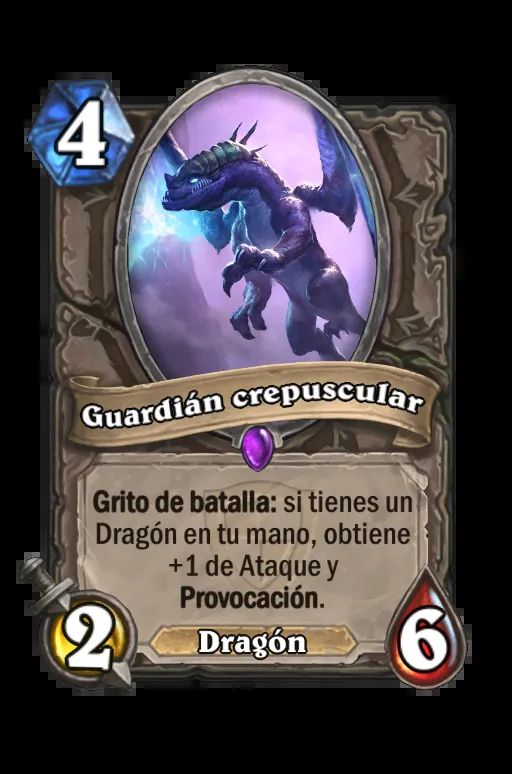 4
Guardián crepuscular
Grito de batalla: si tienes un
Dragón en tu mano, obtiene
+1 de Ataque y
Provocación.
2
Dragón
6